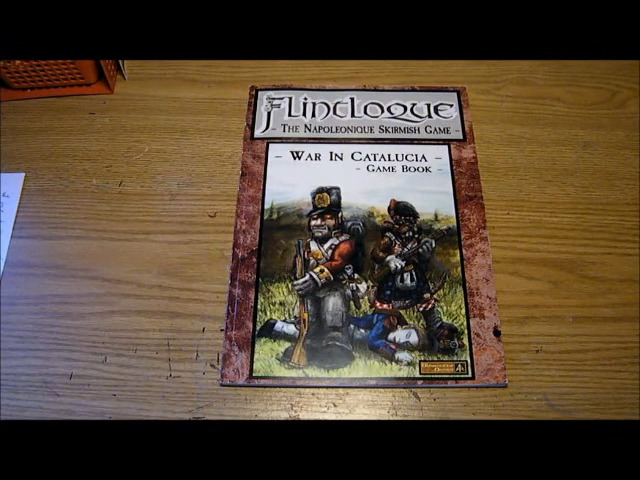 Flintloque
- The Napoleonique Skirmish Game -
- War In Catalucia -
- Game Book -